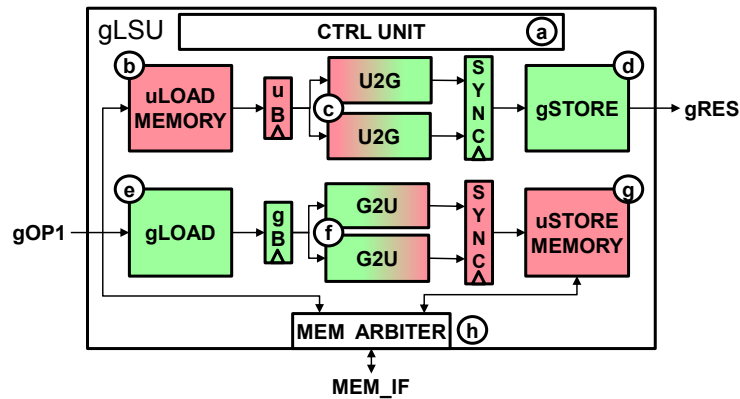 gLSU
CTRL UNIT
a
b
uLOAD
MEMORY
u
B
c
U2G
U2G
S
Y
N
C
d
gSTORE
gRES
gOP1
e
gLOAD
g
B
f
G2U
G2U
S
Y
N
C
g
uSTORE
MEMORY
MEM ARBITER
h
MEM_IF